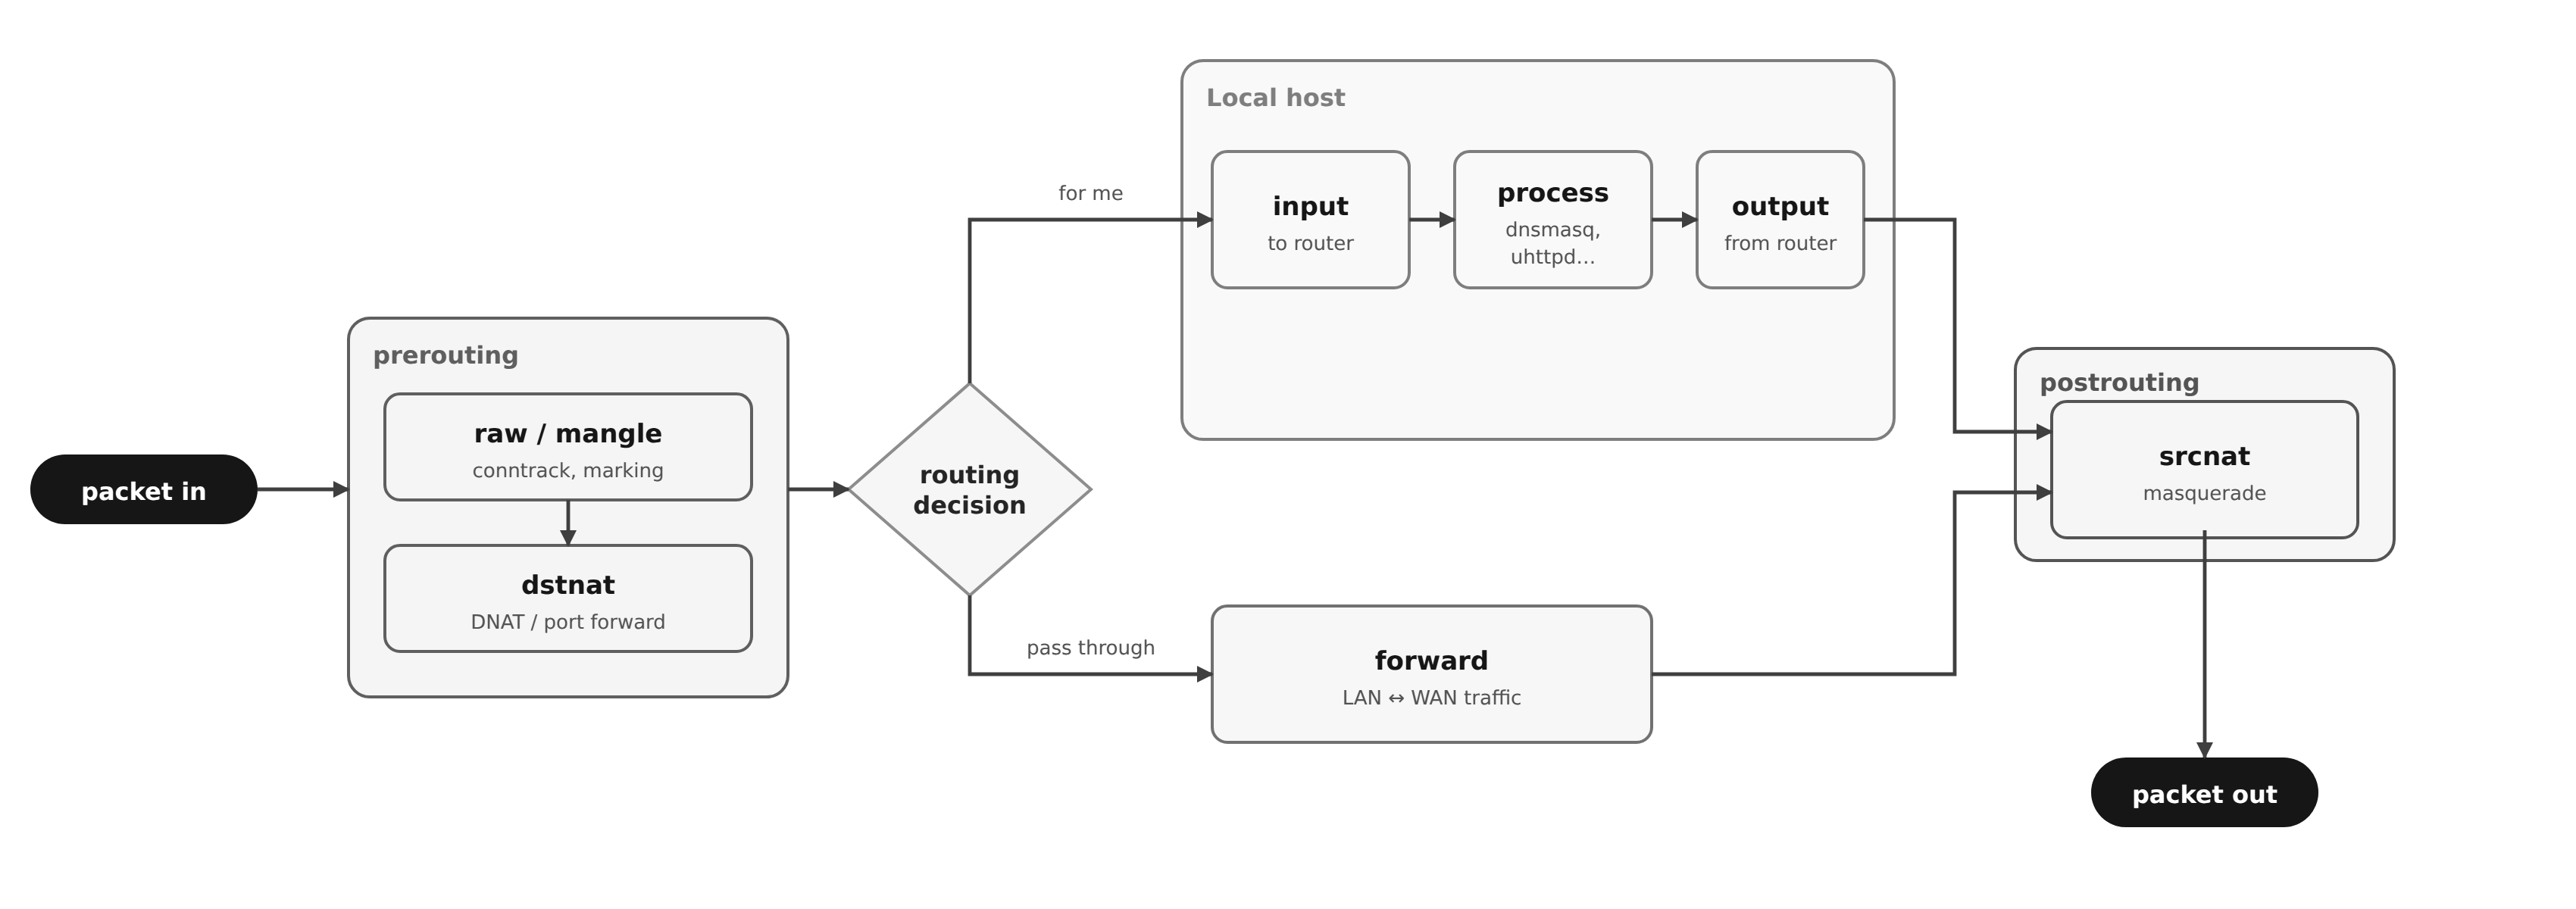 packet in
prerouting
raw / mangle
conntrack, marking
dstnat
DNAT / port forward
routing
decision
for me
pass through
Local host
input
to router
process
dnsmasq,
uhttpd…
output
from router
forward
LAN ↔ WAN traffic
postrouting
srcnat
masquerade
packet out